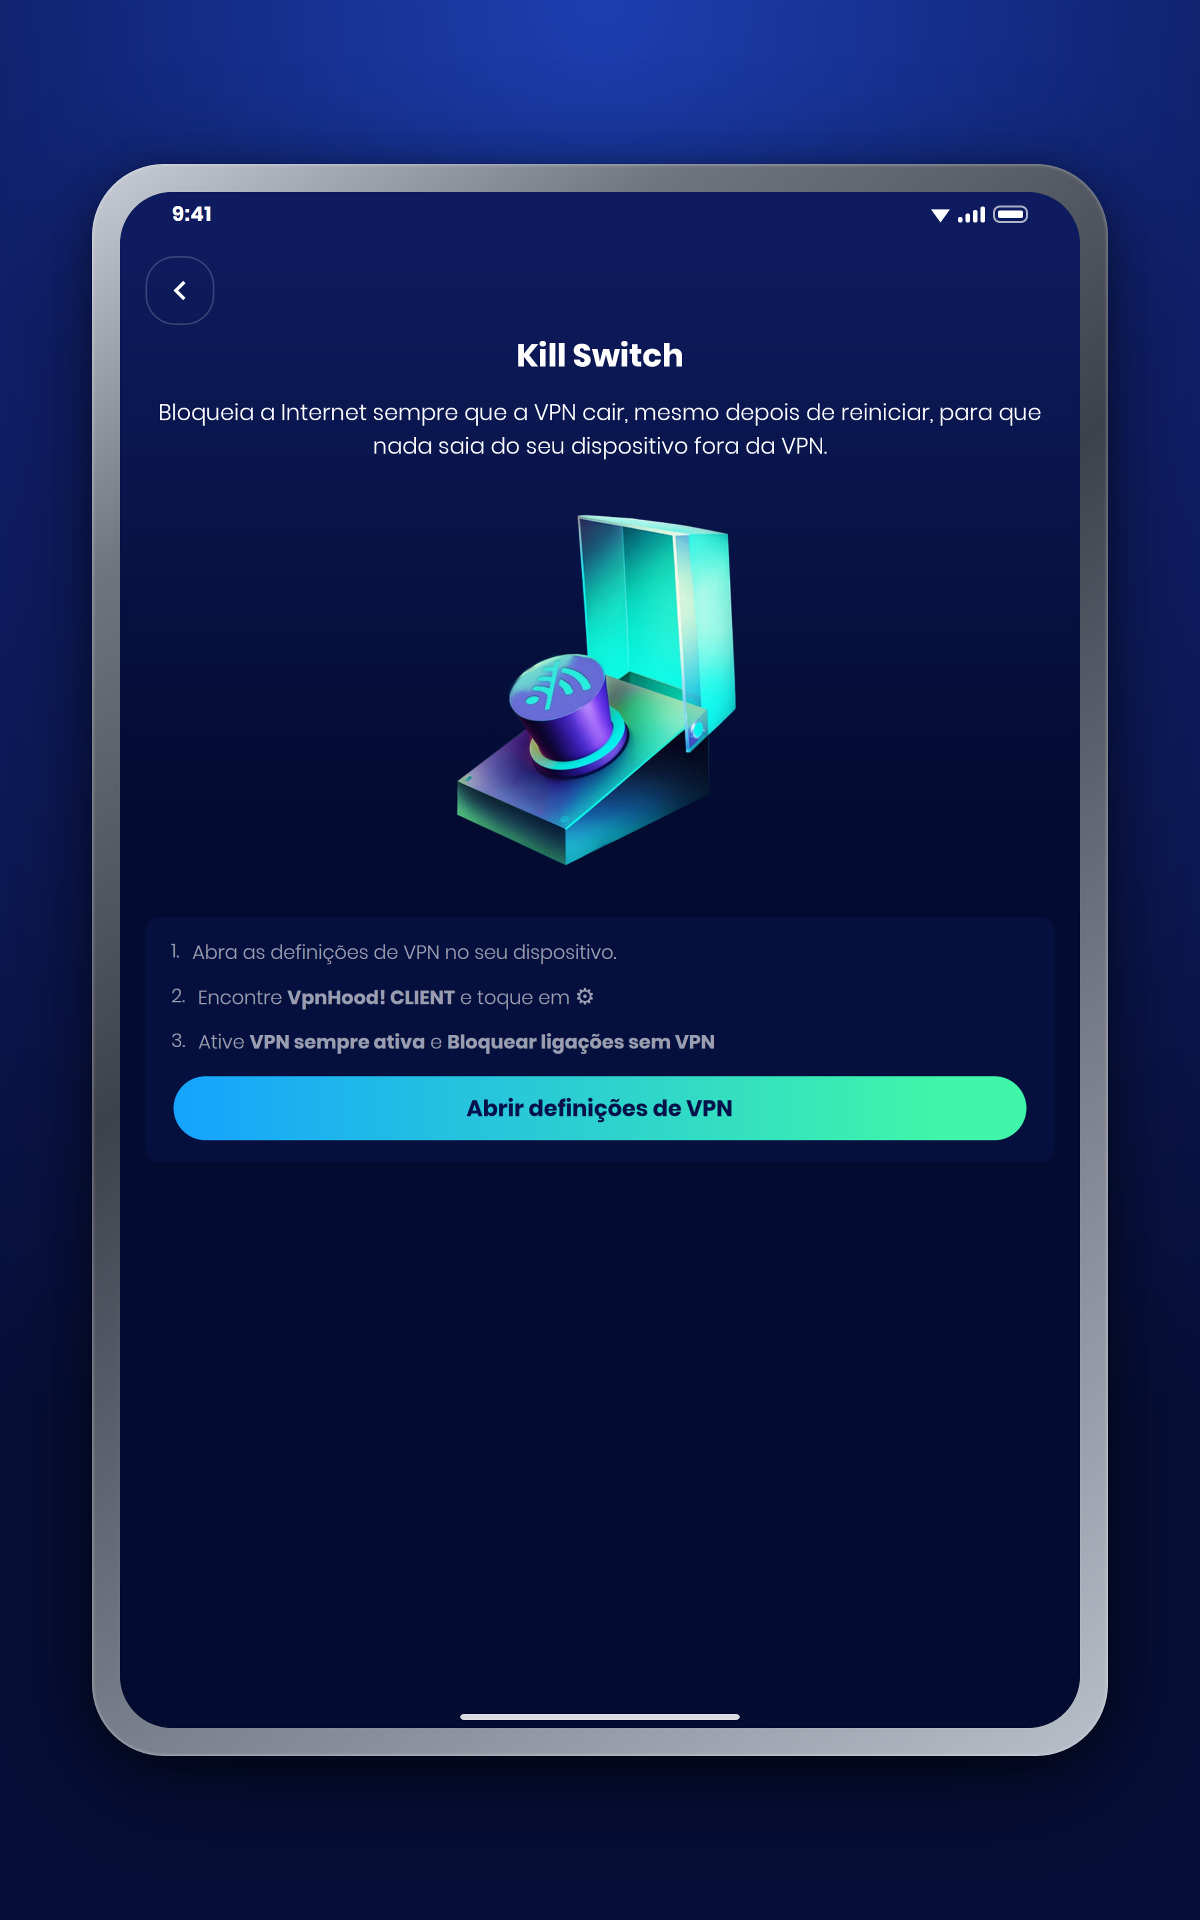 9:41
Kill Switch
Bloqueia a Internet sempre que a VPN cair, mesmo depois de reiniciar, para que
nada saia do seu dispositivo fora da VPN.
1. Abra as definições de VPN no seu dispositivo.
2. Encontre VpnHood! CLIENT e toque em ⚙
3. Ative VPN sempre ativa e Bloquear ligações sem VPN
Abrir definições de VPN